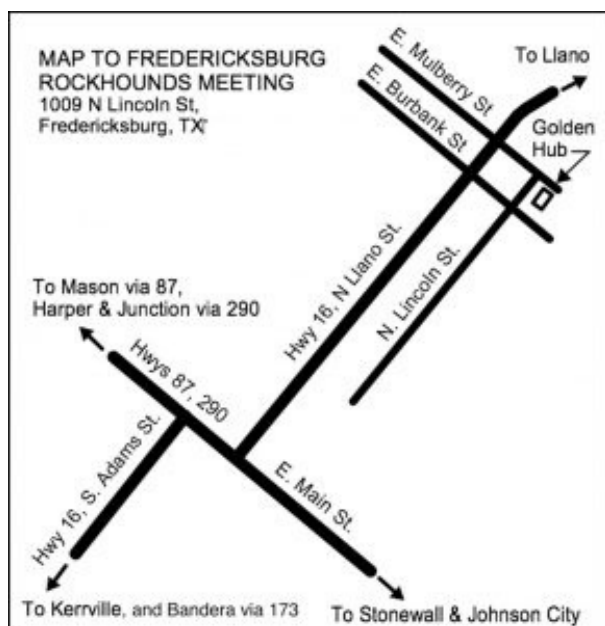 MAP TO FREDERICKSBURG
ROCKHOUNDS MEETING
1009 N Lincoln St,
Fredericksburg, TX
E. Mulberry St
To Llano
E. Burbank St
Golden
Hub
Hwy 16, N Llano St.
N. Lincoln St.
To Mason via 87,
Harper & Junction via 290
Hwys 87, 290
Hwy 16, S. Adams St.
E. Main St.
To Kerrville, and Bandera via 173
To Stonewall & Johnson City